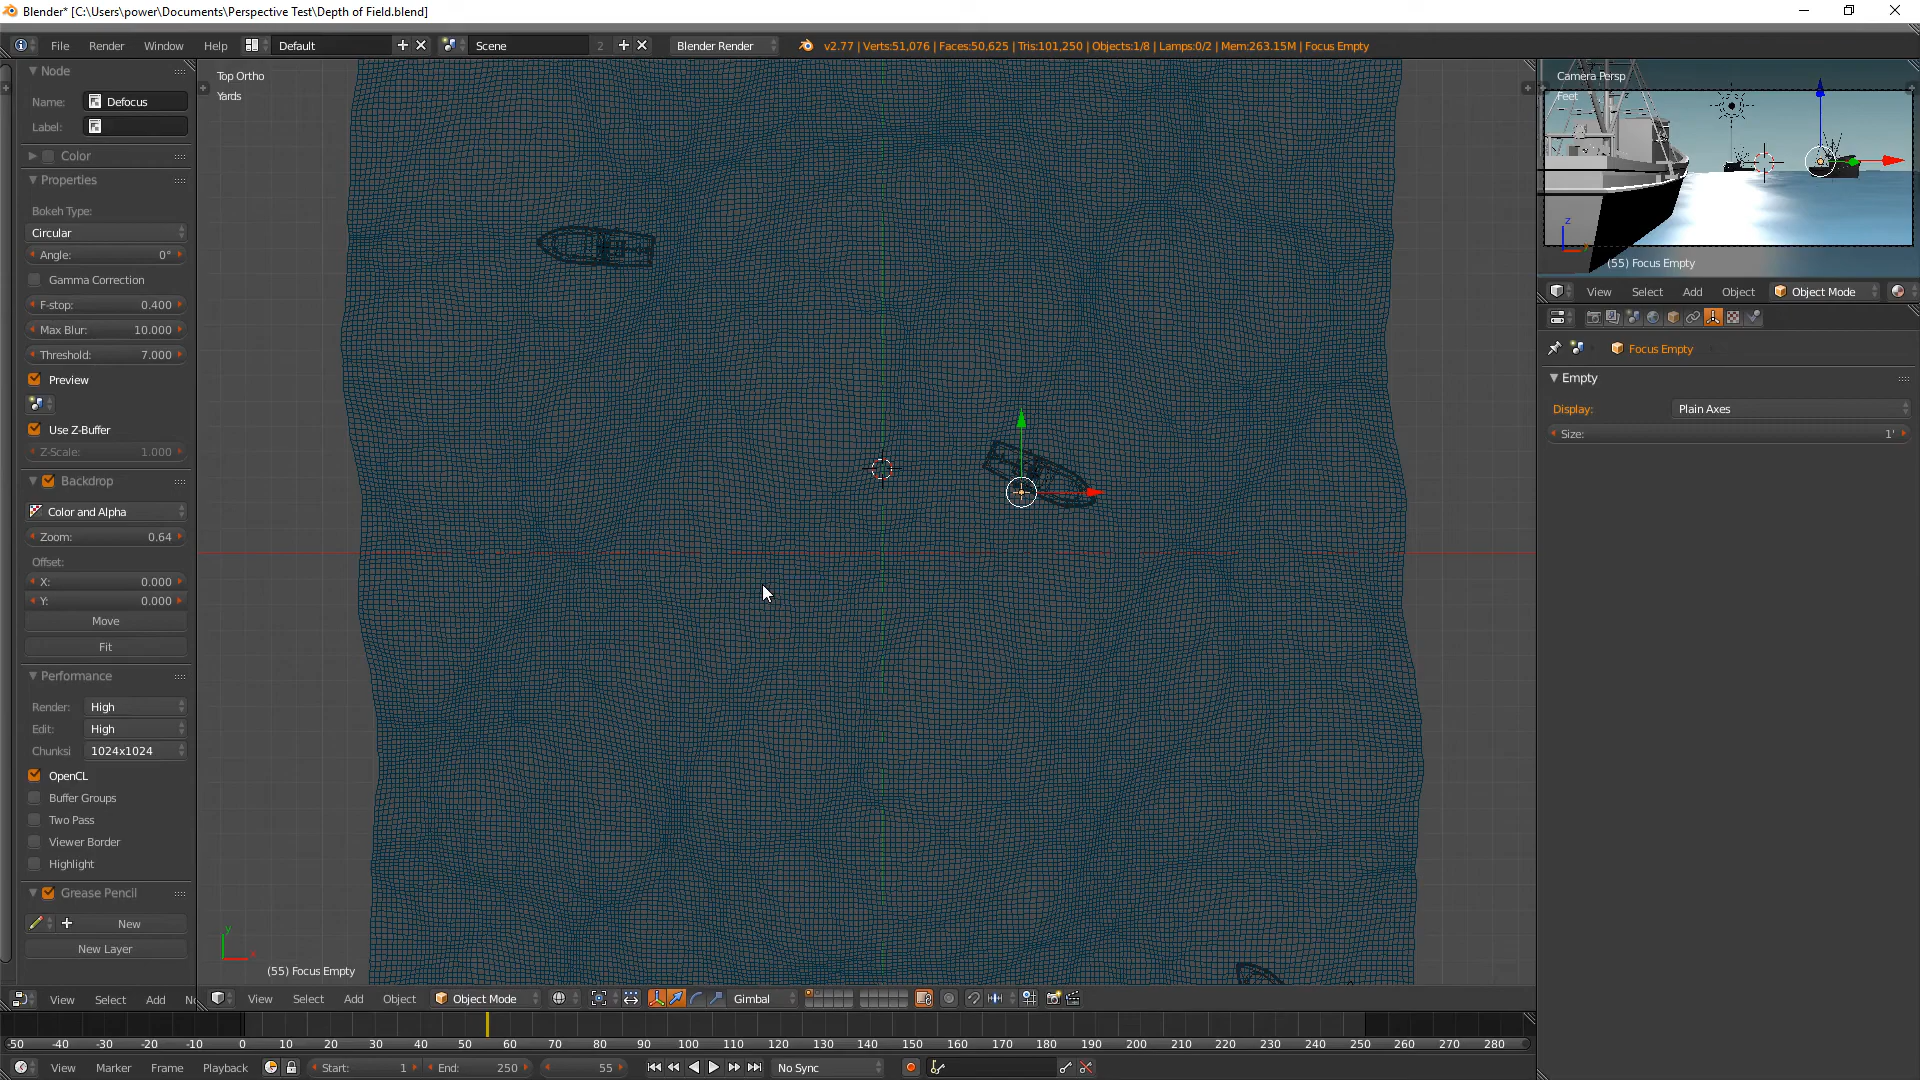 Blender* [C:\Users\power\Documents\Perspective Test\Depth of Field.blend]
File Render Window Help Default Scene 2 Blender Render v2.77 | Verts:51,076 | Faces:50,625 | Tris:101,250 | Objects:1/8 | Lamps:0/2 | Mem:263.15M | Focus Empty
Node
Name: Defocus
Label:
Color
Properties
Bokeh Type:
Circular
Angle: 0°
Gamma Correction
F-stop: 0.400
Max Blur: 10.000
Threshold: 7.000
Preview
Use Z-Buffer
Z-Scale: 1.000
Backdrop
Color and Alpha
Zoom: 0.64
Offset:
X: 0.000
Y: 0.000
Move
Fit
Performance
Render: High
Edit: High
Chunksi 1024x1024
OpenCL
Buffer Groups
Two Pass
Viewer Border
Highlight
Grease Pencil
New
New Layer
View Select Add
Top Ortho
Yards
y
x
(55) Focus Empty
View Select Add Object Object Mode Gimbal
Camera Persp
Feet
z
(55) Focus Empty
View Select Add Object Object Mode
Focus Empty
Empty
Display: Plain Axes
Size: 1'
-50 -40 -30 -20 -10 0 10 20 30 40 50 60 70 80 90 100 110 120 130 140 150 160 170 180 190 200 210 220 230 240 250 260 270 280
View Marker Frame Playback Start: 1 End: 250 55 No Sync